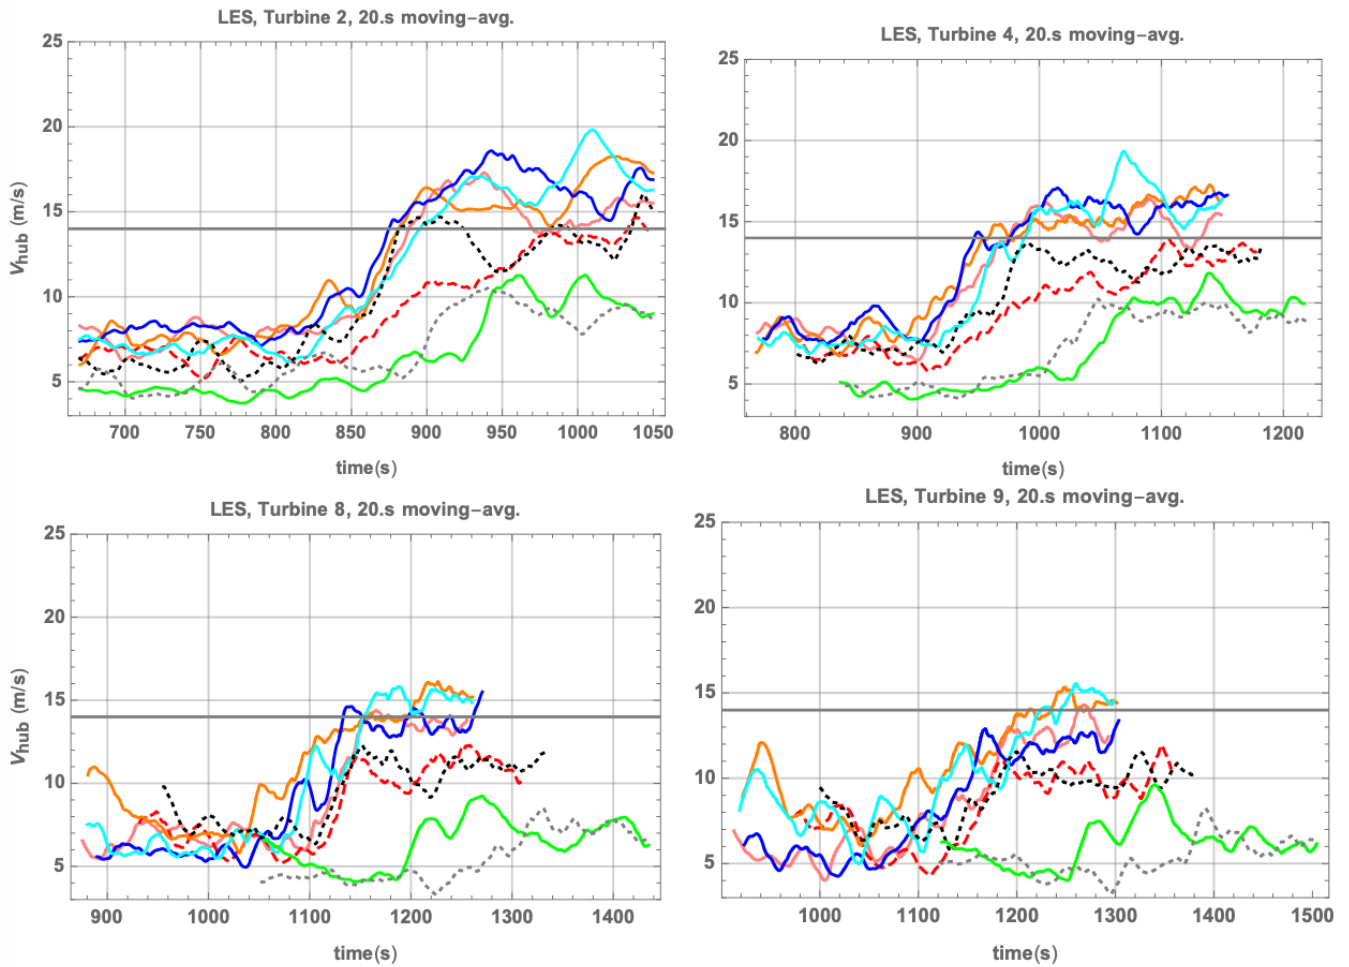 LES, Turbine 2, 20.s moving-avg.
25
20
15
10
5
V_hub (m/s)
700 750 800 850 900 950 1000 1050
time(s)
LES, Turbine 4, 20.s moving-avg.
25
20
15
10
5
800 900 1000 1100 1200
time(s)
LES, Turbine 8, 20.s moving-avg.
25
20
15
10
5
V_hub (m/s)
900 1000 1100 1200 1300 1400
time(s)
LES, Turbine 9, 20.s moving-avg.
25
20
15
10
5
1000 1100 1200 1300 1400 1500
time(s)